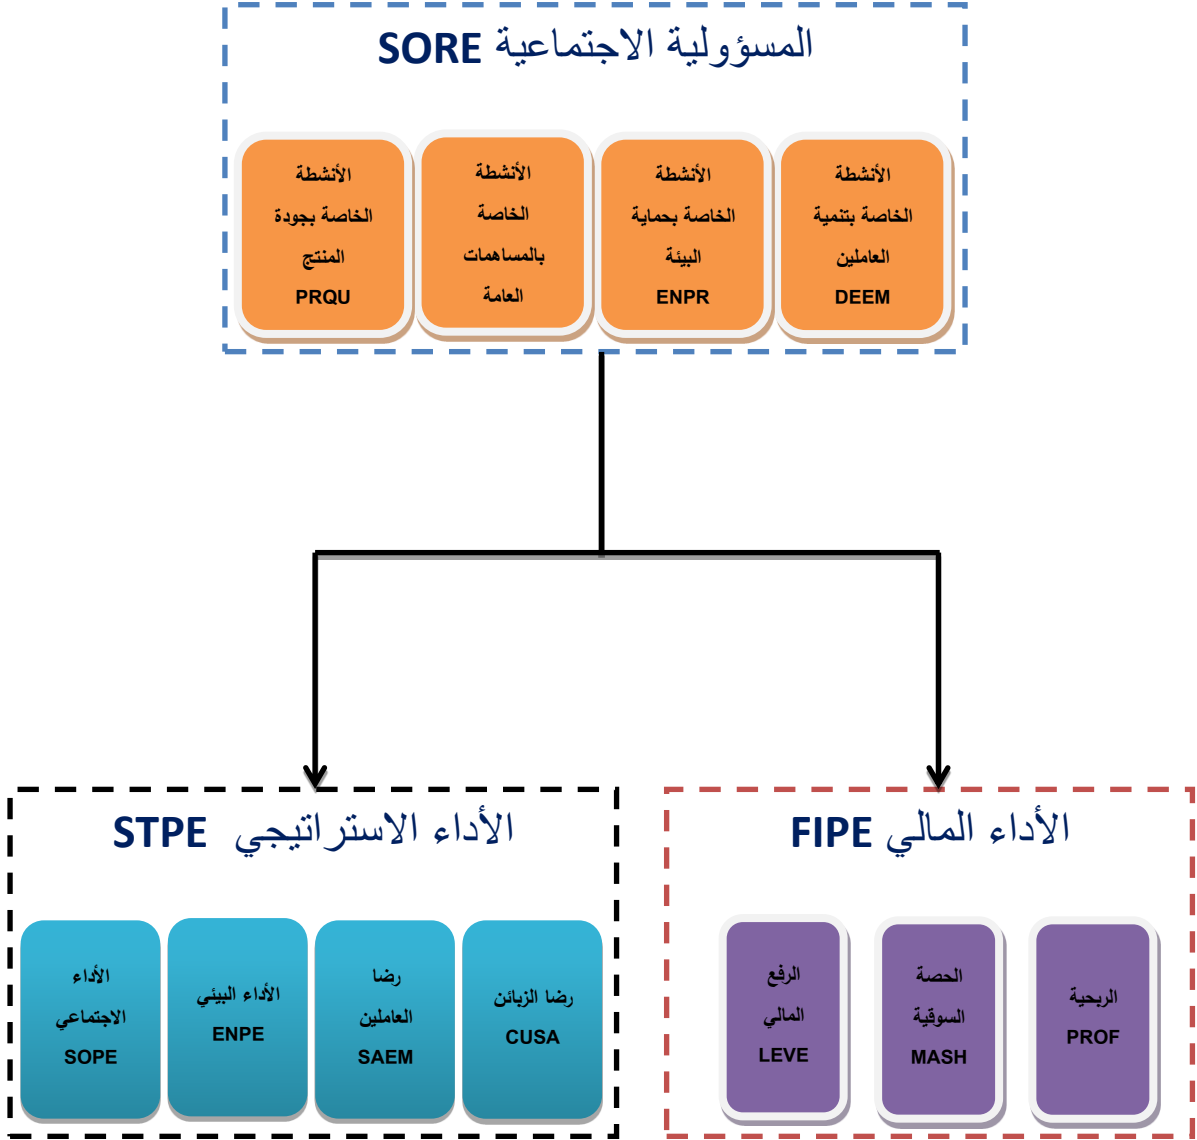 المسؤولية الاجتماعية SORE
الأنشطة
الخاصة بتنمية
العاملين
DEEM
الأنشطة
الخاصة بحماية
البيئة
ENPR
الأنشطة
الخاصة
بالمساهمات
العامة
الأنشطة
الخاصة بجودة
المنتج
PRQU
الأداء المالي FIPE
الربحية
PROF
الحصة
السوقية
MASH
الرفع
المالي
LEVE
الأداء الاستراتيجي STPE
رضا الزبائن
CUSA
رضا
العاملين
SAEM
الأداء البيئي
ENPE
الأداء
الاجتماعي
SOPE